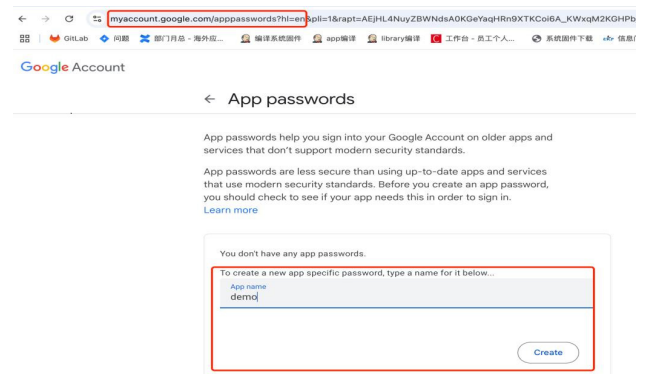 myaccount.google.com/apppasswords?hl=en&pli=1&rapt=AEjHL4NuyZBWNdsA0KGeYaqHRn9XTKCoi6A_KWxqM2KGHPb
GitLab 问题 部门月总 - 海外应... 编译系统固件 app编译 library编译 工作台 - 员工个人... 系统固件下载 信息
Google Account
App passwords
App passwords help you sign into your Google Account on older apps and
services that don't support modern security standards.
App passwords are less secure than using up-to-date apps and services
that use modern security standards. Before you create an app password,
you should check to see if your app needs this in order to sign in.
Learn more
You don't have any app passwords.
To create a new app specific password, type a name for it below...
App name
demo
Create